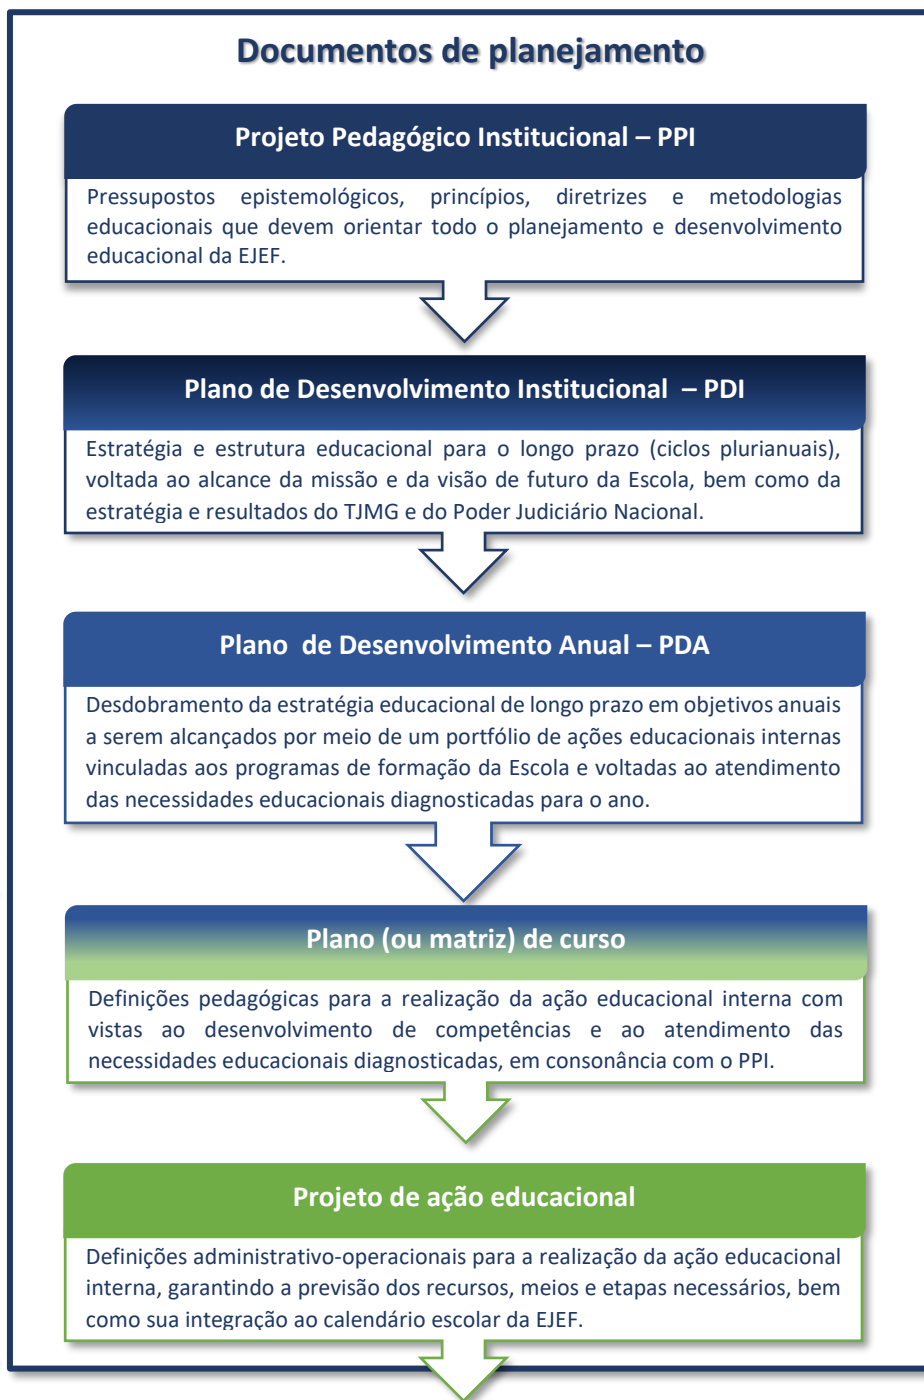 Documentos de planejamento
Projeto Pedagógico Institucional – PPI
Pressupostos epistemológicos, princípios, diretrizes e metodologias
educacionais que devem orientar todo o planejamento e desenvolvimento
educacional da EJEF.
Plano de Desenvolvimento Institucional – PDI
Estratégia e estrutura educacional para o longo prazo (ciclos plurianuais),
voltada ao alcance da missão e da visão de futuro da Escola, bem como da
estratégia e resultados do TJMG e do Poder Judiciário Nacional.
Plano de Desenvolvimento Anual – PDA
Desdobramento da estratégia educacional de longo prazo em objetivos anuais
a serem alcançados por meio de um portfólio de ações educacionais internas
vinculadas aos programas de formação da Escola e voltadas ao atendimento
das necessidades educacionais diagnosticadas para o ano.
Plano (ou matriz) de curso
Definições pedagógicas para a realização da ação educacional interna com
vistas ao desenvolvimento de competências e ao atendimento das
necessidades educacionais diagnosticadas, em consonância com o PPI.
Projeto de ação educacional
Definições administrativo-operacionais para a realização da ação educacional
interna, garantindo a previsão dos recursos, meios e etapas necessários, bem
como sua integração ao calendário escolar da EJEF.